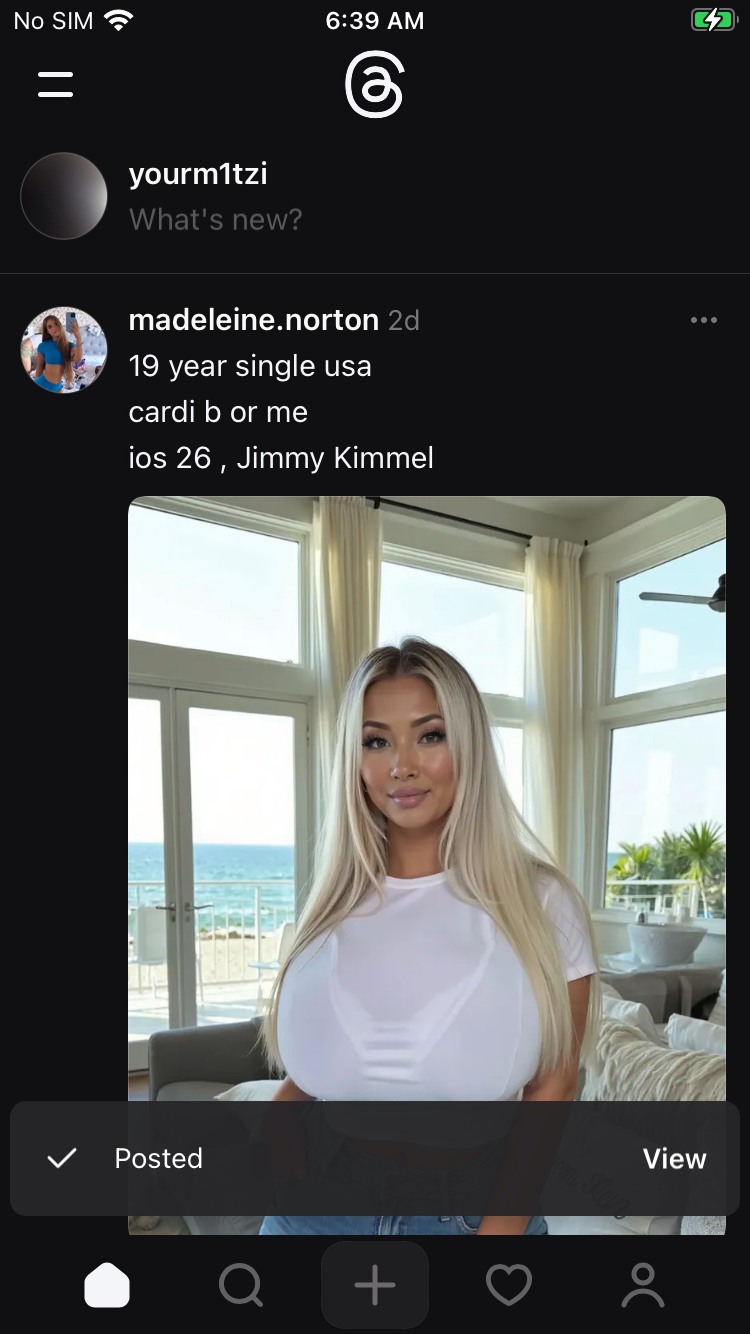 No SIM 6:39 AM
yourm1tzi
What's new?
madeleine.norton 2d
19 year single usa
cardi b or me
ios 26 , Jimmy Kimmel
Posted View